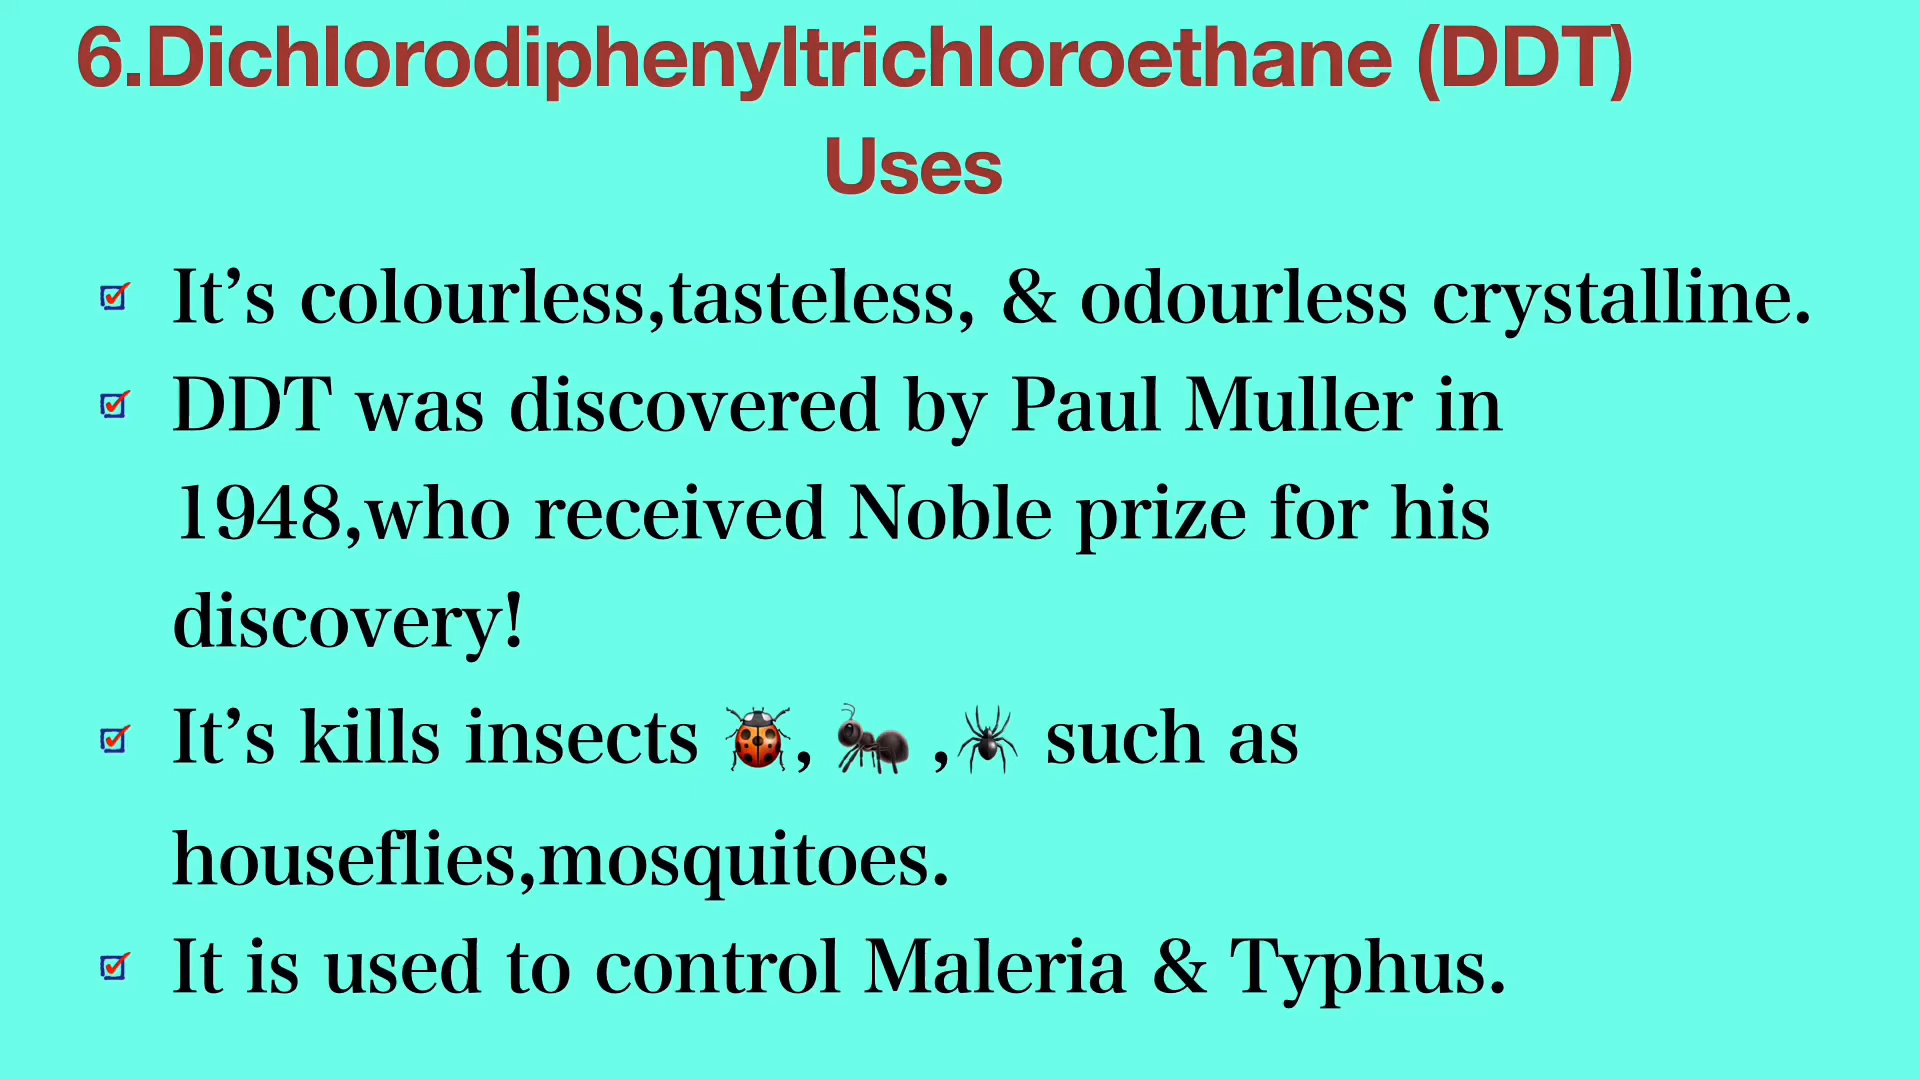 6.Dichlorodiphenyltrichloroethane (DDT)
Uses
It’s colourless,tasteless, & odourless crystalline.
DDT was discovered by Paul Muller in
1948,who received Noble prize for his
discovery!
It’s kills insects 🐞, 🐜 ,🕷 such as
houseflies,mosquitoes.
It is used to control Maleria & Typhus.